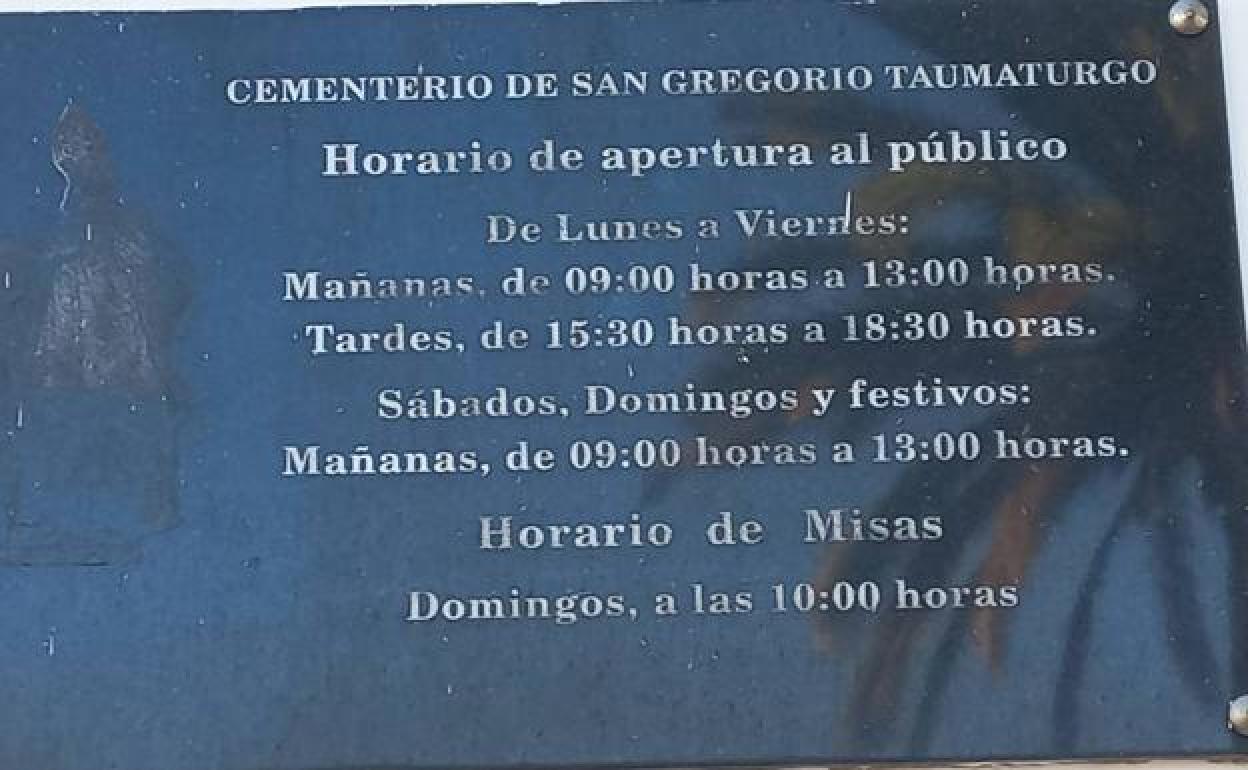 CEMENTERIO DE SAN GREGORIO TAUMATURGO
Horario de apertura al público
De Lunes a Viernes:
Mañanas, de 09:00 horas a 13:00 horas.
Tardes, de 15:30 horas a 18:30 horas.
Sábados, Domingos y festivos:
Mañanas, de 09:00 horas a 13:00 horas.
Horario de Misas
Domingos, a las 10:00 horas